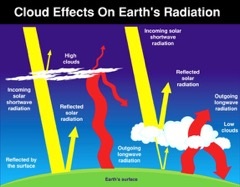 Cloud Effects On Earth's Radiation
Incoming
solar
shortwave
radiation
High
clouds
Reflected
solar
radiation
Incoming
solar
shortwave
radiation
Outgoing
longwave
radiation
Low
clouds
Reflected
solar
radiation
Reflected by
the surface
Outgoing
longwave
radiation
Earth's surface